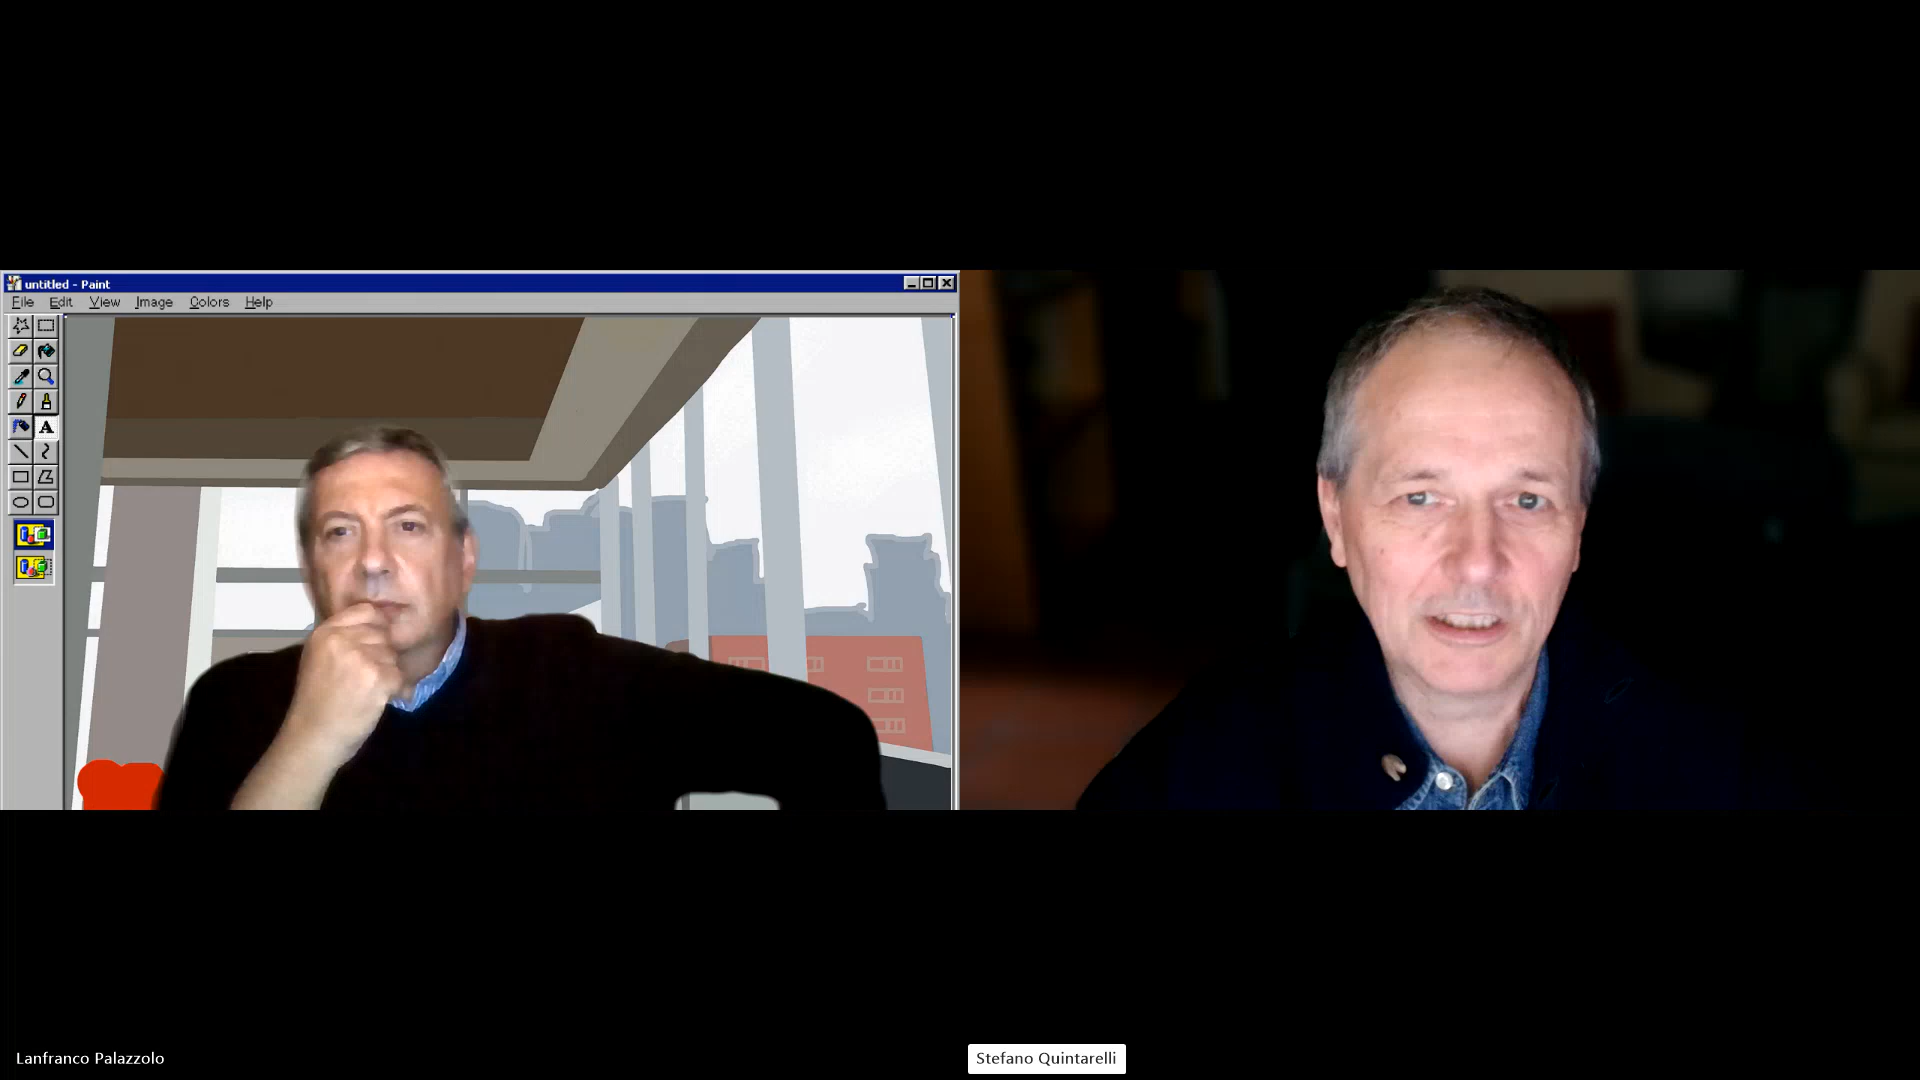 untitled - Paint
File Edit View Image Colors Help
A
Lanfranco Palazzolo
Stefano Quintarelli